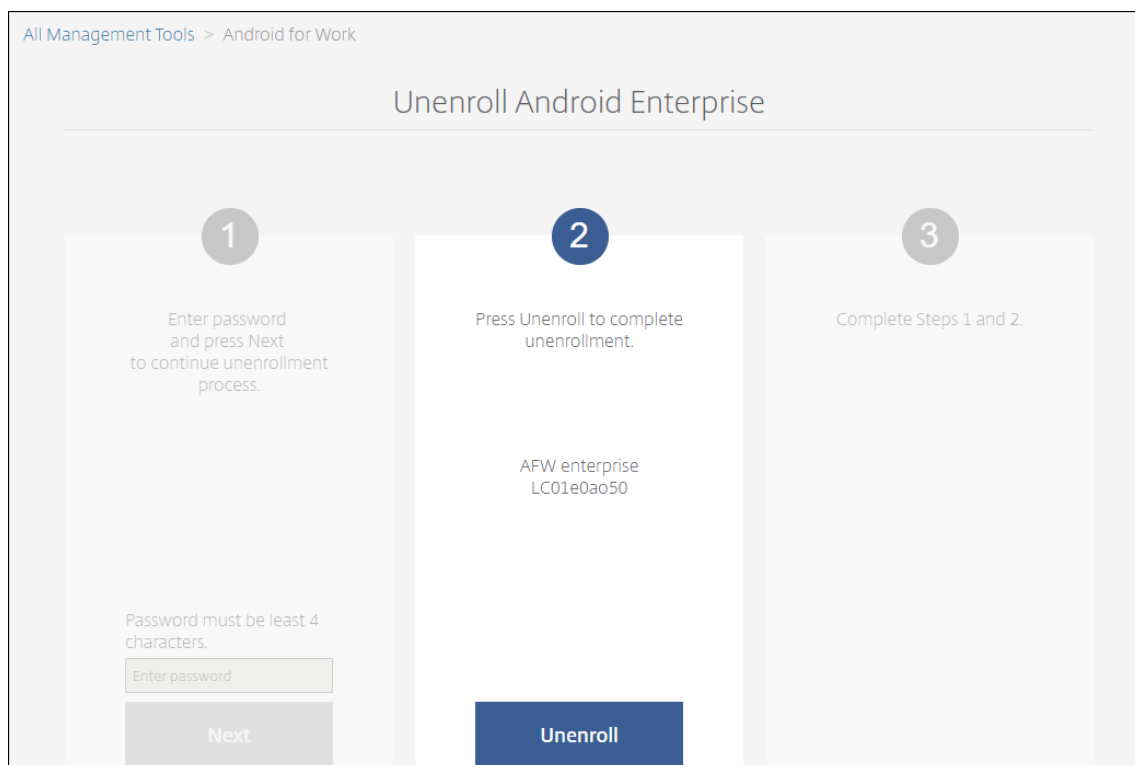 All Management Tools > Android for Work
Unenroll Android Enterprise
1
Enter password
and press Next
to continue unenrollment
process.
Password must be least 4
characters.
Enter password
Next
2
Press Unenroll to complete
unenrollment.
AFW enterprise
LC01e0ao50
Unenroll
3
Complete Steps 1 and 2.